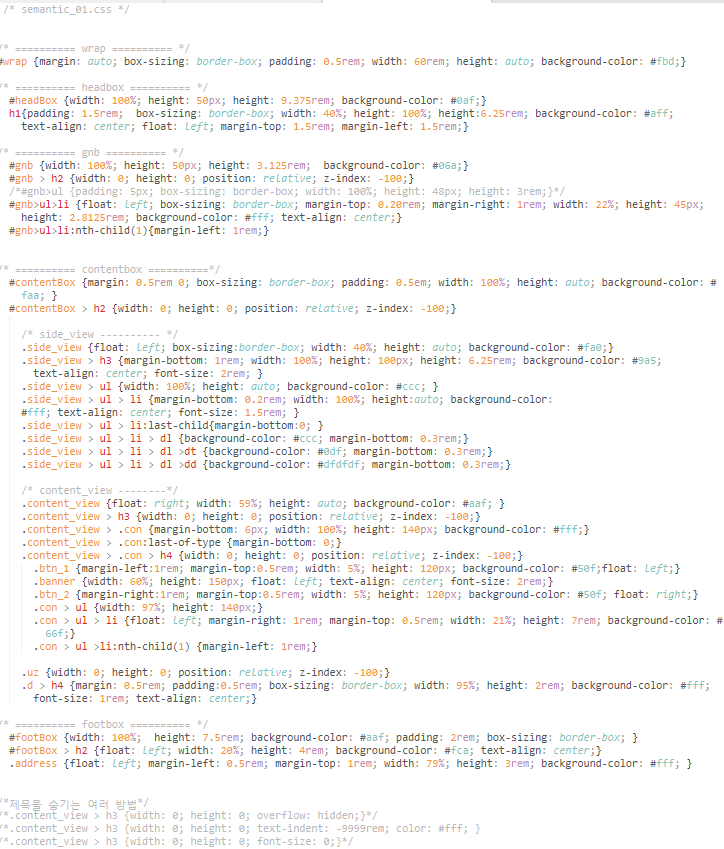 /* semantic_01.css */
/* ========== wrap ========== */
#wrap {margin: auto; box-sizing: border-box; padding: 0.5rem; width: 60rem; height: auto; background-color: #fbd;}
/* ========== headbox ========== */
#headBox {width: 100%; height: 50px; height: 9.375rem; background-color: #0af;}
h1{padding: 1.5rem;  box-sizing: border-box; width: 40%; height: 100%; height:6.25rem; background-color: #aff;
text-align: center; float: left; margin-top: 1.5rem; margin-left: 1.5rem;}
/* ========== gnb ========== */
#gnb {width: 100%; height: 50px; height: 3.125rem;  background-color: #06a;}
#gnb > h2 {width: 0; height: 0; position: relative; z-index: -100;}
/*#gnb>ul {padding: 5px; box-sizing: border-box; width: 100%; height: 48px; height: 3rem;}*/
#gnb>ul>li {float: left; box-sizing: border-box; margin-top: 0.20rem; margin-right: 1rem; width: 22%; height: 45px;
height: 2.8125rem; background-color: #fff; text-align: center;}
#gnb>ul>li:nth-child(1){margin-left: 1rem;}
/* ========== contentbox ==========*/
#contentBox {margin: 0.5rem 0; box-sizing: border-box; padding: 0.5em; width: 100%; height: auto; background-color: #
faa; }
#contentBox > h2 {width: 0; height: 0; position: relative; z-index: -100;}
/* side_view ---------- */
.side_view {float: left; box-sizing:border-box; width: 40%; height: auto; background-color: #fa0;}
.side_view > h3 {margin-bottom: 1rem; width: 100%; height: 100px; height: 6.25rem; background-color: #9a5;
text-align: center; font-size: 2rem; }
.side_view > ul {width: 100%; height: auto; background-color: #ccc; }
.side_view > ul > li {margin-bottom: 0.2rem; width: 100%; height:auto; background-color:
#fff; text-align: center; font-size: 1.5rem; }
.side_view > ul > li:last-child{margin-bottom:0; }
.side_view > ul > li > dl {background-color: #ccc; margin-bottom: 0.3rem;}
.side_view > ul > li > dl >dt {background-color: #0df; margin-bottom: 0.3rem;}
.side_view > ul > li > dl >dd {background-color: #dfdfdf; margin-bottom: 0.3rem;}
/* content_view --------*/
.content_view {float: right; width: 59%; height: auto; background-color: #aaf; }
.content_view > h3 {width: 0; height: 0; position: relative; z-index: -100;}
.content_view > .con {margin-bottom: 6px; width: 100%; height: 140px; background-color: #fff;}
.content_view > .con:last-of-type {margin-bottom: 0;}
.content_view > .con > h4 {width: 0; height: 0; position: relative; z-index: -100;}
.btn_1 {margin-left:1rem; margin-top:0.5rem; width: 5%; height: 120px; background-color: #50f;float: left;}
.banner {width: 60%; height: 150px; float: left; text-align: center; font-size: 2rem;}
.btn_2 {margin-right:1rem; margin-top:0.5rem; width: 5%; height: 120px; background-color: #50f; float: right;}
.con > ul {width: 97%; height: 140px;}
.con > ul > li {float: left; margin-right: 1rem; margin-top: 0.5rem; width: 21%; height: 7rem; background-color: #
66f;}
.con > ul >li:nth-child(1) {margin-left: 1rem;}
.uz {width: 0; height: 0; position: relative; z-index: -100;}
.d > h4 {margin: 0.5rem; padding:0.5rem; box-sizing: border-box; width: 95%; height: 2rem; background-color: #fff;
font-size: 1rem; text-align: center;}
/* ========== footbox ========== */
#footBox {width: 100%;  height: 7.5rem; background-color: #aaf; padding: 2rem; box-sizing: border-box; }
#footBox > h2 {float: left; width: 20%; height: 4rem; background-color: #fca; text-align: center;}
.address {float: left; margin-left: 0.5rem; margin-top: 1rem; width: 79%; height: 3rem; background-color: #fff; }
/*제목을 숨기는 여러 방법*/
/*.content_view > h3 {width: 0; height: 0; overflow: hidden;}*/
/*.content_view > h3 {width: 0; height: 0; text-indent: -9999rem; color: #fff; }
/*.content_view > h3 {width: 0; height: 0; font-size: 0;}*/